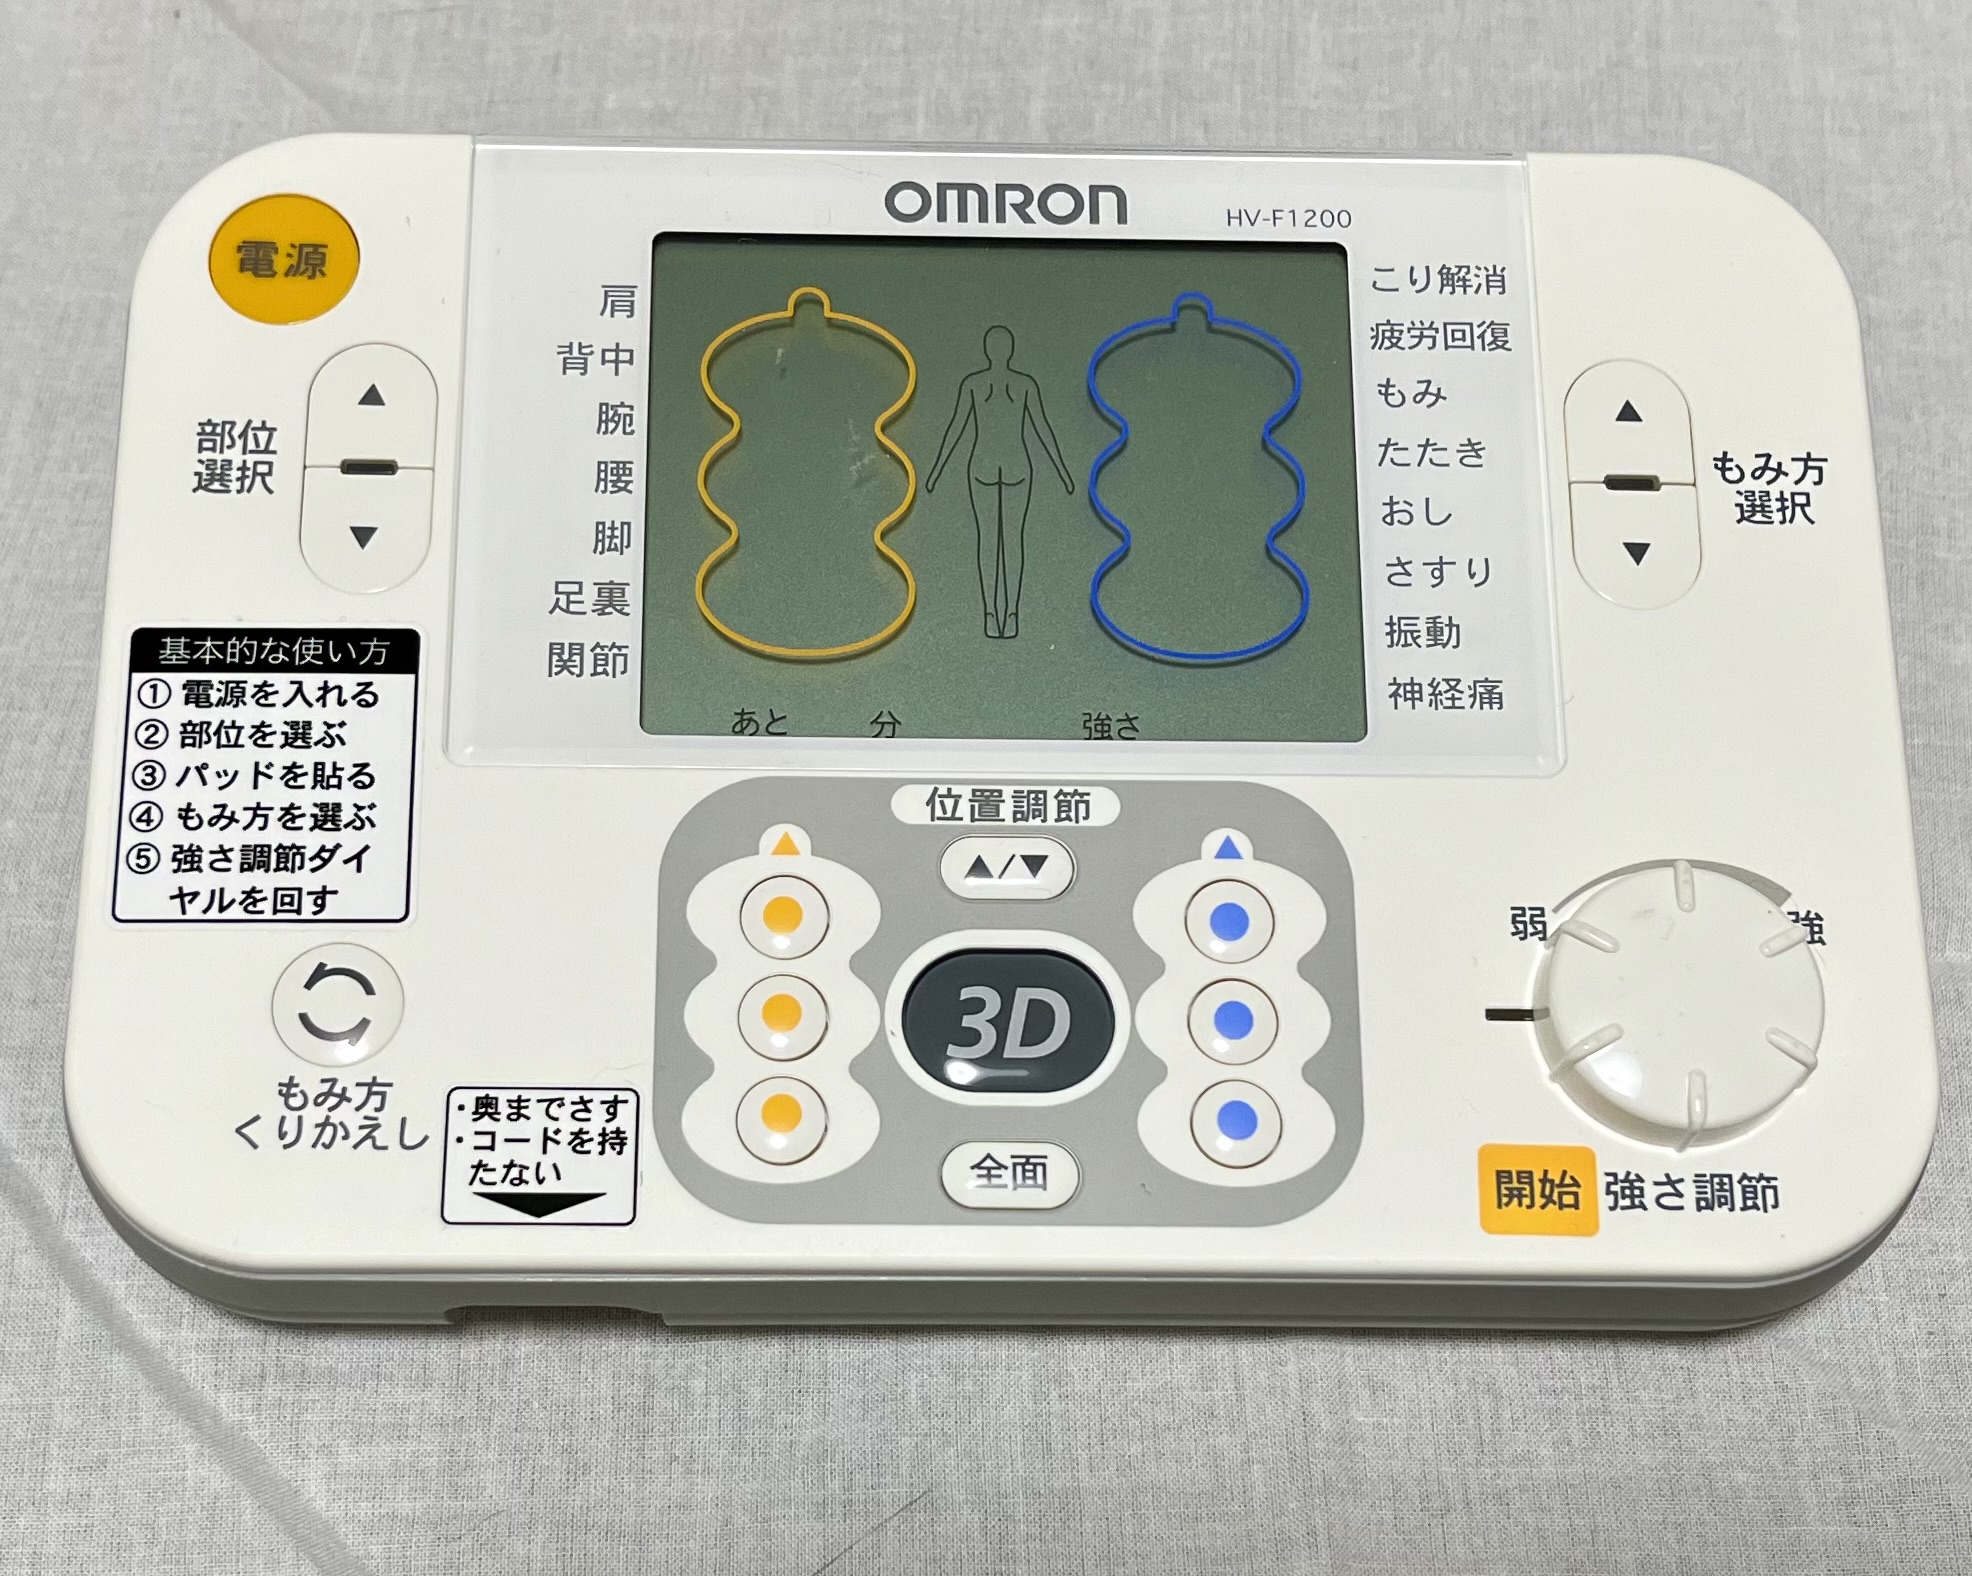 OMRON
HV-F1200
電源
部位
選択
肩
背中
腕
腰
脚
足裏
関節
あと 分 強さ
こり解消
疲労回復
もみ
たたき
おし
さすり
振動
神経痛
もみ方
選択
基本的な使い方
① 電源を入れる
② 部位を選ぶ
③ パッドを貼る
④ もみ方を選ぶ
⑤ 強さ調節ダイ
ヤルを回す
もみ方
くりかえし
・奥までさす
・コードを持
たない
位置調節
▲/▼
3D
全面
弱
強
開始 強さ調節